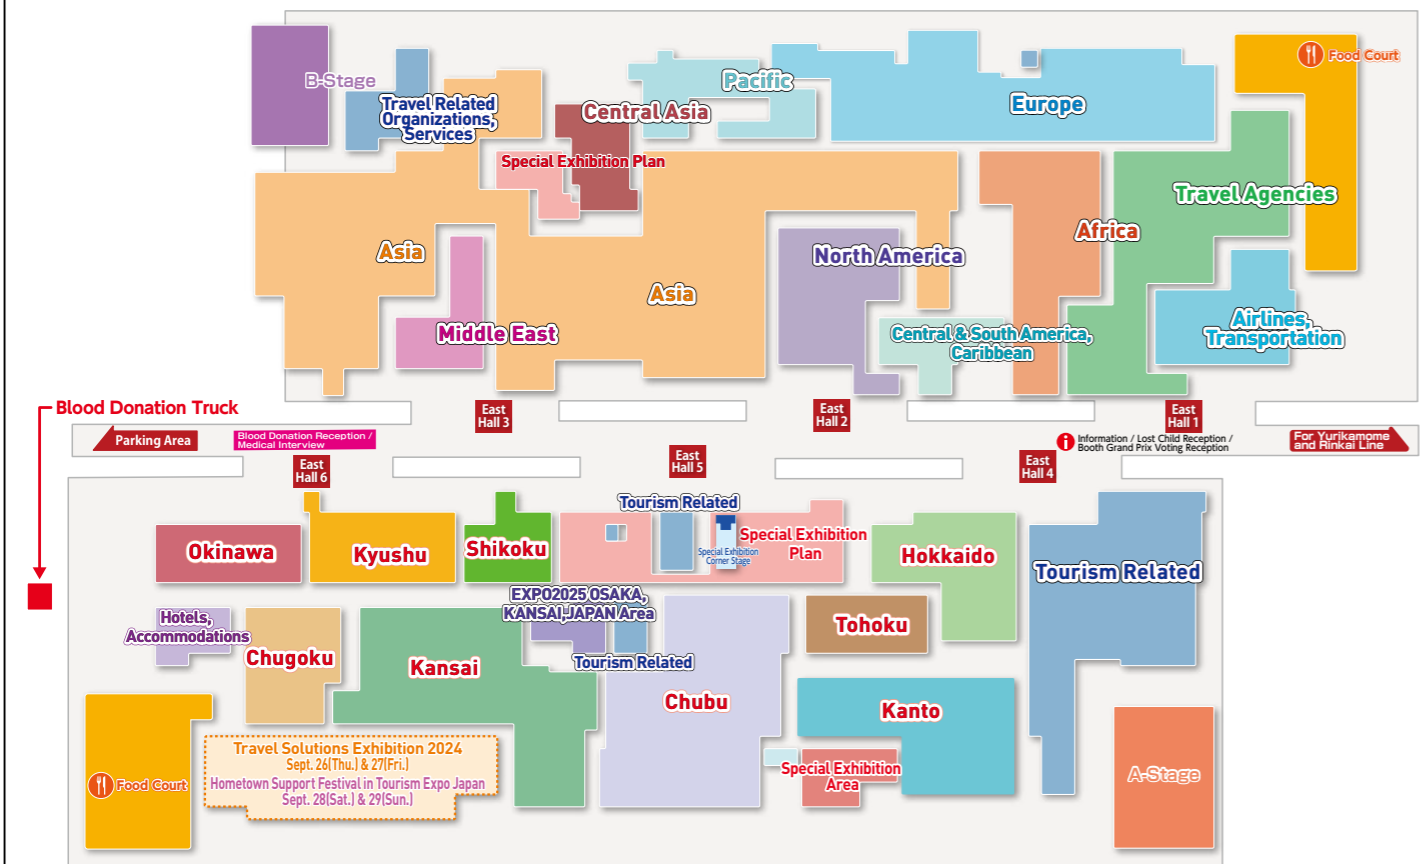 B-Stage
Travel Related
Organizations,
Services
Central Asia
Pacific
Europe
Food Court
Special Exhibition Plan
Asia
Middle East
Asia
North America
Central & South America,
Caribbean
Africa
Travel Agencies
Airlines,
Transportation
Blood Donation Truck
Parking Area
Blood Donation Reception /
Medical Interview
East
Hall 3
East
Hall 2
East
Hall 1
Information / Lost Child Reception /
Booth Grand Prix Voting Reception
For Yurikamome
and Rinkai Line
East
Hall 6
East
Hall 5
East
Hall 4
Okinawa
Kyushu
Shikoku
Tourism Related
Special Exhibition
Corner Stage
Special Exhibition
Plan
Hokkaido
Tourism Related
Hotels,
Accommodations
Chugoku
Kansai
EXPO2025 OSAKA,
KANSAI,JAPAN Area
Tourism Related
Chubu
Tohoku
Kanto
Special Exhibition
Area
A-Stage
Food Court
Travel Solutions Exhibition 2024
Sept. 26(Thu.) & 27(Fri.)
Hometown Support Festival in Tourism Expo Japan
Sept. 28(Sat.) & 29(Sun.)